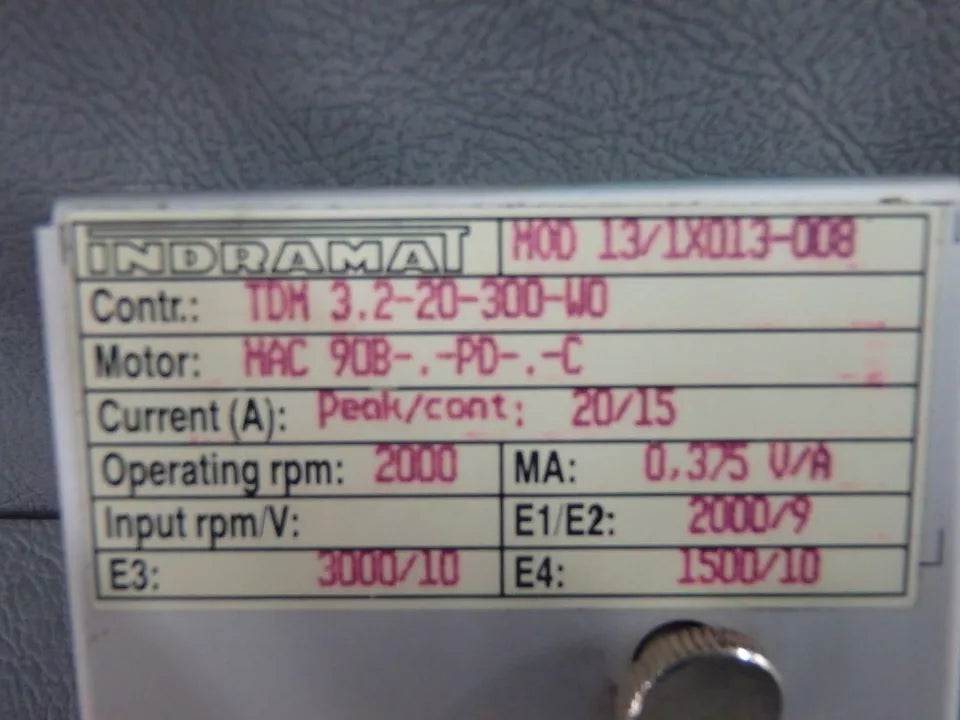 INDRAMAT MOD 13/1X013-008
Contr.: TDM 3.2-20-300-W0
Motor: MAC 90B-.-PD-.-C
Current (A): Peak/cont: 20/15
Operating rpm: 2000 MA: 0,375 V/A
Input rpm/V: E1/E2: 2000/9
E3: 3000/10 E4: 1500/10